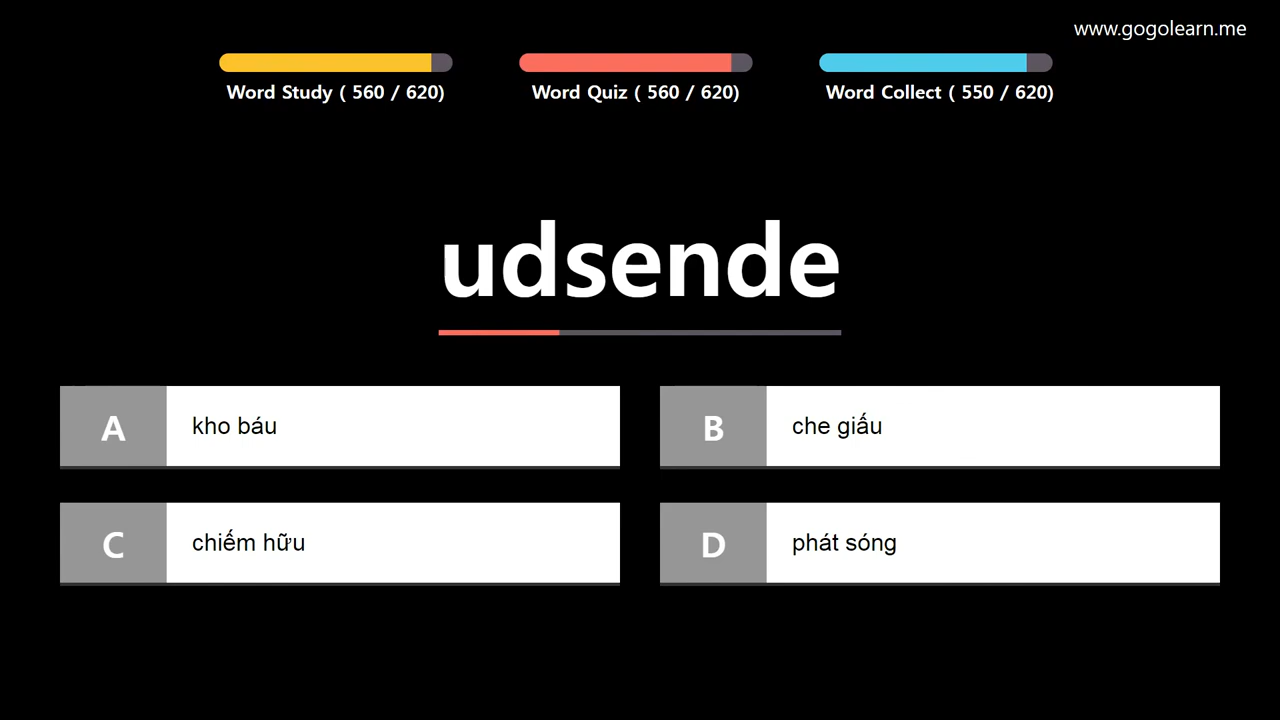 www.gogolearn.me
Word Study ( 560 / 620)
Word Quiz ( 560 / 620)
Word Collect ( 550 / 620)
udsende
A kho báu
B che giấu
C chiếm hữu
D phát sóng